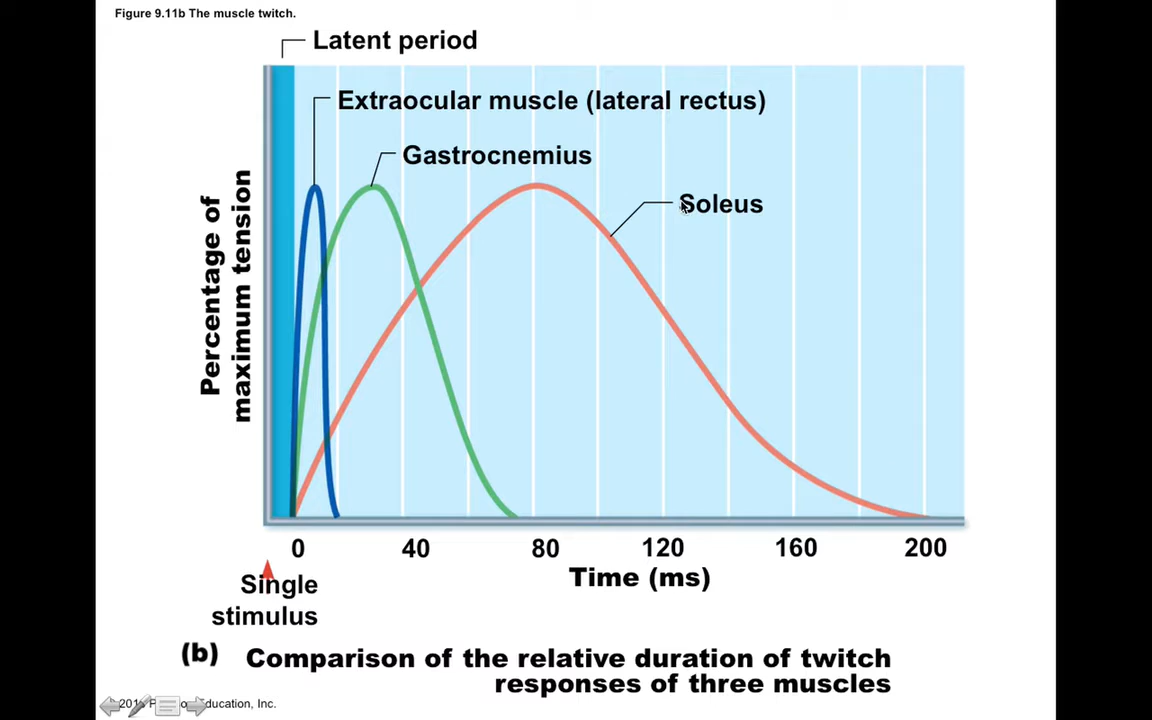 Figure 9.11b The muscle twitch.
Latent period
Extraocular muscle (lateral rectus)
Gastrocnemius
Soleus
Percentage of
maximum tension
0 40 80 120 160 200
Time (ms)
Single
stimulus
(b) Comparison of the relative duration of twitch
responses of three muscles
Inc.